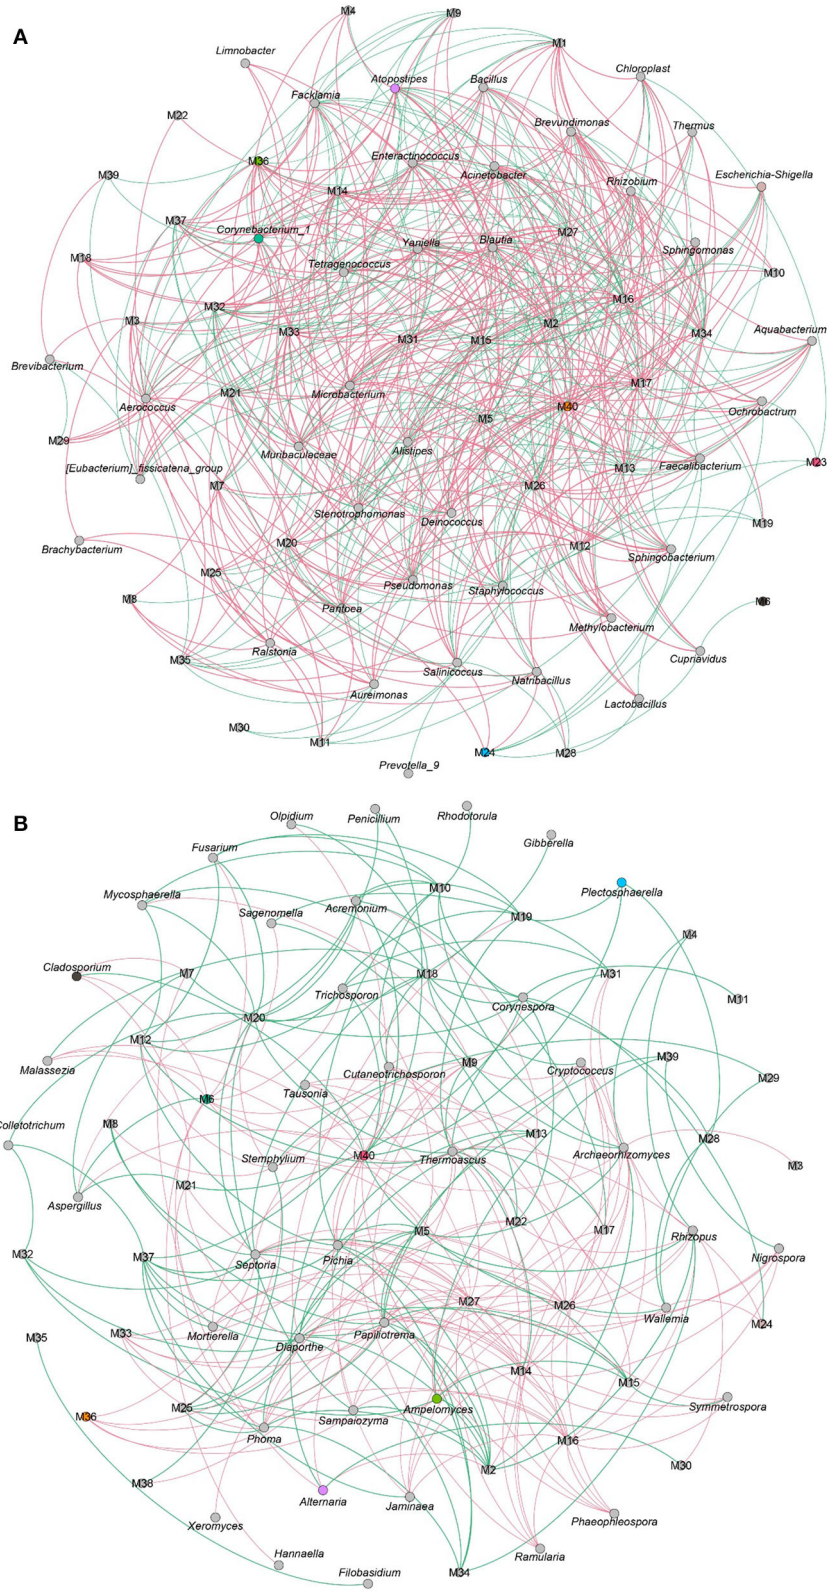 A
M4
M9
M1
Limnobacter
Atopostipes
Bacillus
Chloroplast
Facklamia
M22
Brevundimonas
Thermus
M36
Enteractinococcus
Acinetobacter
M39
M14
Rhizobium
Escherichia-Shigella
M37
Corynebacterium_1
Yaniella
Blautia
M27
Sphingomonas
M18
Tetragenococcus
M10
M32
M16
M3
M33
M31
M15
M2
M34
Aquabacterium
Brevibacterium
M17
Aerococcus
M21
Microbacterium
M40
Ochrobactrum
M5
M29
Muribaculaceae
Alistipes
M13
Faecalibacterium
M23
[Eubacterium]_fissicatena_group
M7
M26
Stenotrophomonas
Deinococcus
M19
Brachybacterium
M20
M12
Sphingobacterium
M25
Pseudomonas
Staphylococcus
M8
Pantoea
M6
Methylobacterium
Ralstonia
M35
Salinicoccus
Natribacillus
Cupriavidus
Aureimonas
Lactobacillus
M30
M11
M24
M28
Prevotella_9
B
Olpidium
Penicillium
Rhodotorula
Fusarium
Gibberella
Mycosphaerella
M10
Plectosphaerella
Sagenomella
Acremonium
M19
M4
Cladosporium
M7
M18
M31
Trichosporon
M11
M20
Corynespora
M12
Malassezia
Cutaneotrichosporon
M9
Cryptococcus
M39
M29
M6
Tausonia
Colletotrichum
M8
M13
M28
Stemphylium
M40
Thermoascus
Archaeorhizomyces
M3
Aspergillus
M21
M22
M17
M32
M37
Septoria
Pichia
M5
Rhizopus
Nigrospora
M27
M26
Wallemia
M24
M35
M33
Mortierella
Diaporthe
Papiliotrema
M14
M15
M36
M25
Sampaiozyma
Ampelomyces
Symmetrospora
Phoma
M16
M38
M2
M30
Alternaria
Jaminaea
Xeromyces
Phaeophleospora
Hannaella
Ramularia
Filobasidium
M34